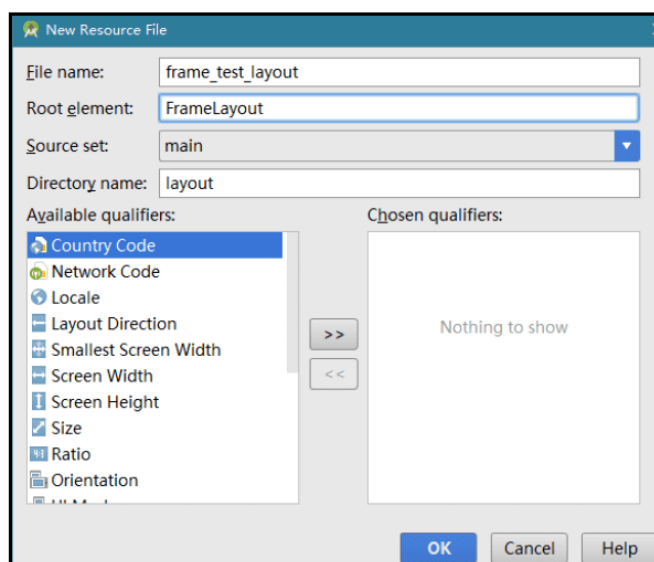 New Resource File
File name: frame_test_layout
Root element: FrameLayout
Source set: main
Directory name: layout
Available qualifiers: Chosen qualifiers:
Country Code
Network Code
Locale
Layout Direction
Smallest Screen Width
Screen Width
Screen Height
Size
Ratio
Orientation
>>
<<
Nothing to show
OK Cancel Help